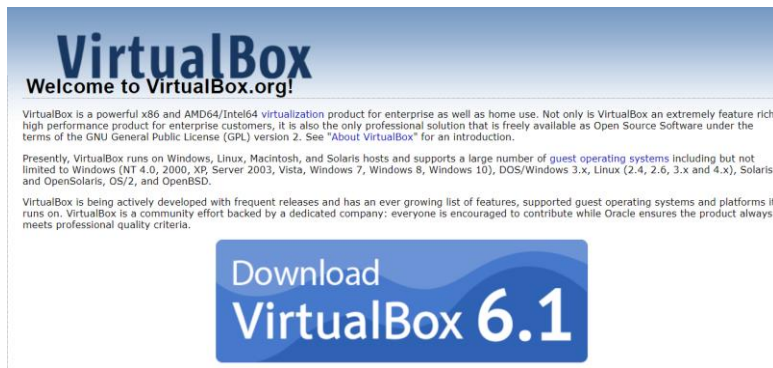 VirtualBox
Welcome to VirtualBox.org!
VirtualBox is a powerful x86 and AMD64/Intel64 virtualization product for enterprise as well as home use. Not only is VirtualBox an extremely feature rich
high performance product for enterprise customers, it is also the only professional solution that is freely available as Open Source Software under the
terms of the GNU General Public License (GPL) version 2. See "About VirtualBox" for an introduction.
Presently, VirtualBox runs on Windows, Linux, Macintosh, and Solaris hosts and supports a large number of guest operating systems including but not
limited to Windows (NT 4.0, 2000, XP, Server 2003, Vista, Windows 7, Windows 8, Windows 10), DOS/Windows 3.x, Linux (2.4, 2.6, 3.x and 4.x), Solaris
and OpenSolaris, OS/2, and OpenBSD.
VirtualBox is being actively developed with frequent releases and has an ever growing list of features, supported guest operating systems and platforms it
runs on. VirtualBox is a community effort backed by a dedicated company: everyone is encouraged to contribute while Oracle ensures the product always
meets professional quality criteria.
Download
VirtualBox 6.1